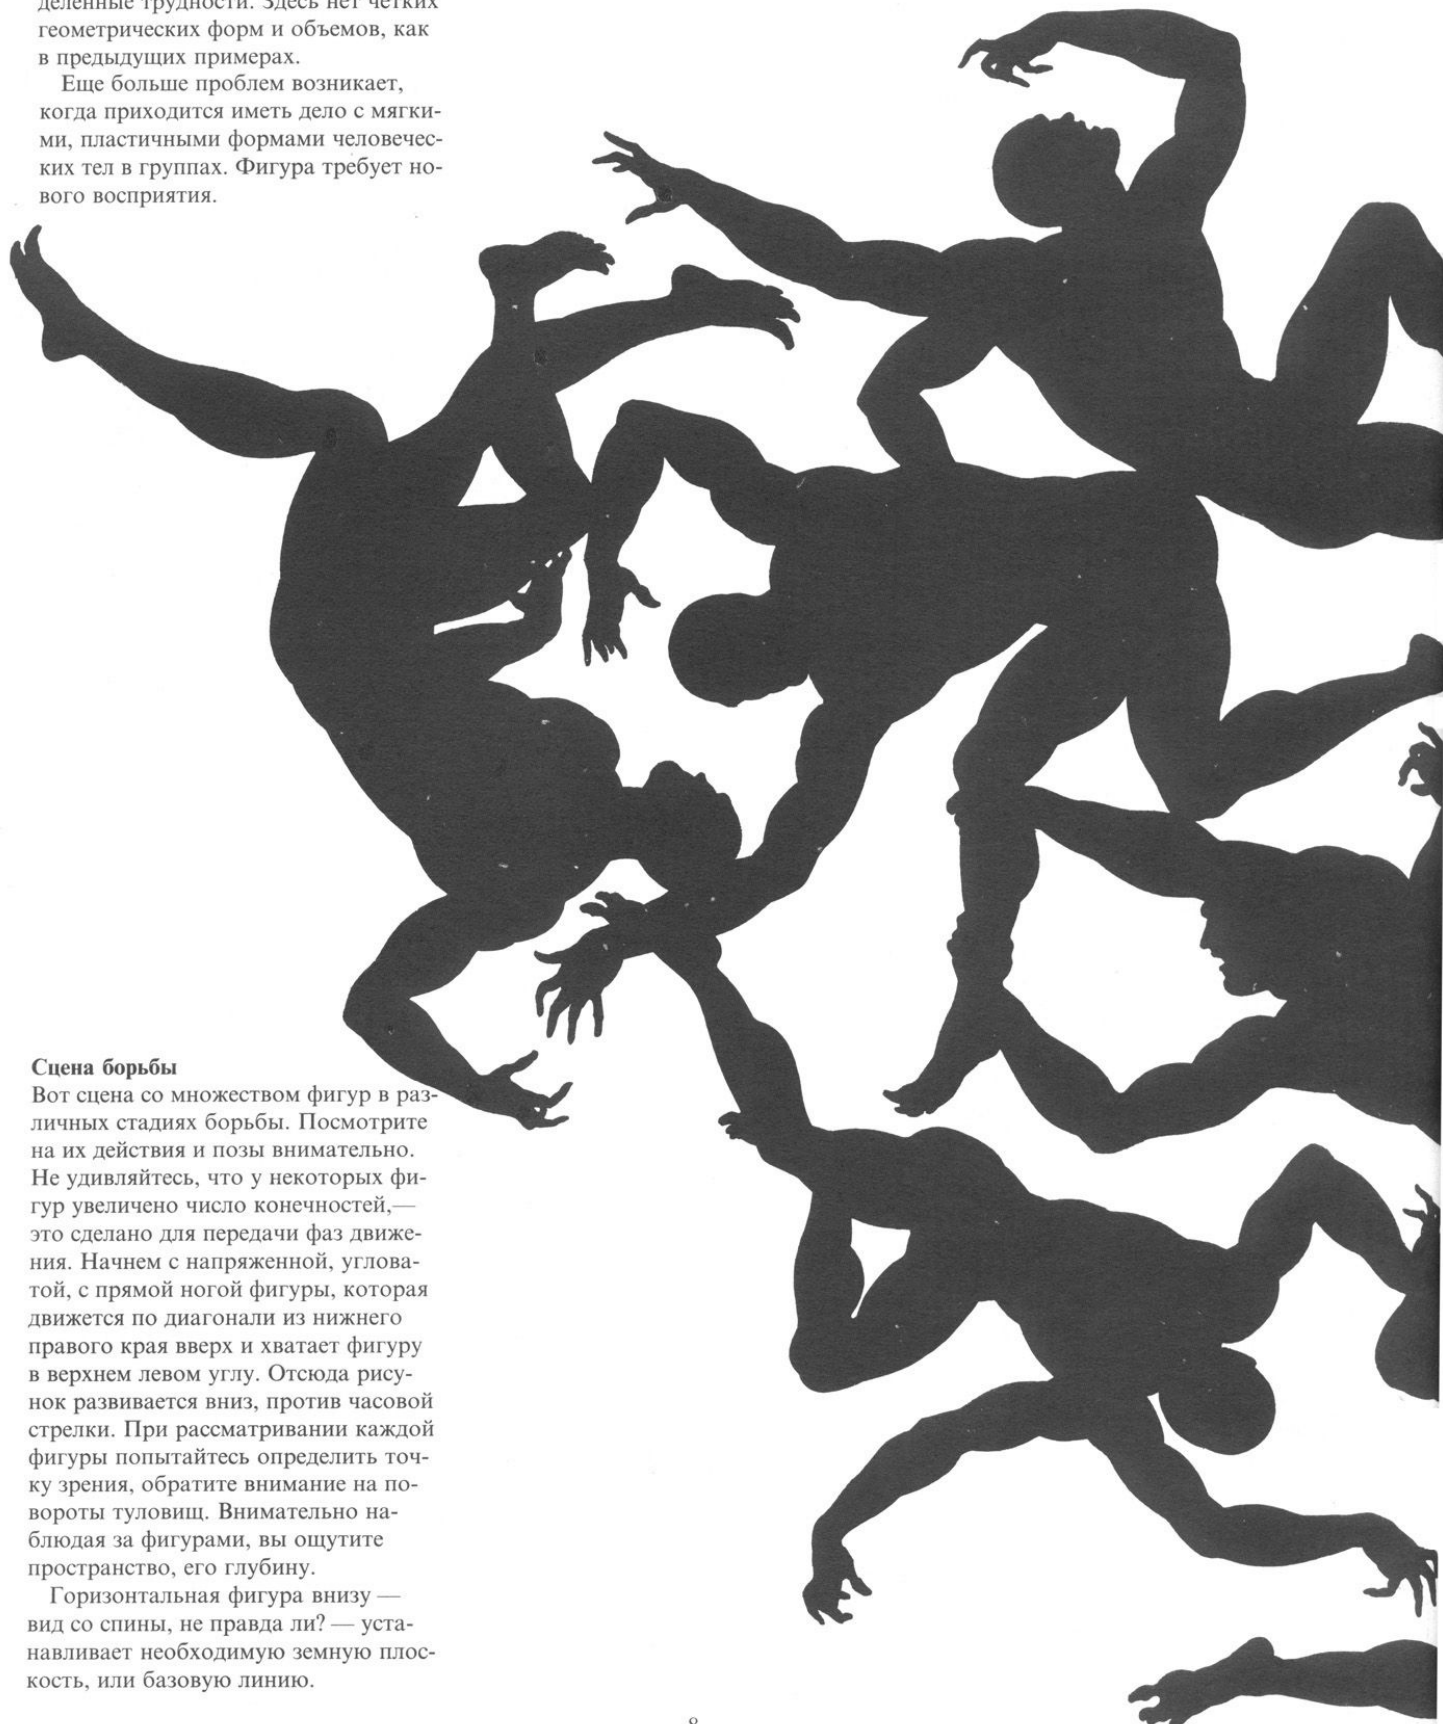 деленные трудности. Здесь нет четких
геометрических форм и объемов, как
в предыдущих примерах.
Еще больше проблем возникает,
когда приходится иметь дело с мягки-
ми, пластичными формами человечес-
ких тел в группах. Фигура требует но-
вого восприятия.
Сцена борьбы
Вот сцена со множеством фигур в раз-
личных стадиях борьбы. Посмотрите
на их действия и позы внимательно.
Не удивляйтесь, что у некоторых фи-
гур увеличено число конечностей,—
это сделано для передачи фаз движе-
ния. Начнем с напряженной, углова-
той, с прямой ногой фигуры, которая
движется по диагонали из нижнего
правого края вверх и хватает фигуру
в верхнем левом углу. Отсюда рису-
нок развивается вниз, против часовой
стрелки. При рассматривании каждой
фигуры попытайтесь определить точ-
ку зрения, обратите внимание на по-
вороты туловищ. Внимательно на-
блюдая за фигурами, вы ощутите
пространство, его глубину.
Горизонтальная фигура внизу —
вид со спины, не правда ли? — уста-
навливает необходимую земную плос-
кость, или базовую линию.
8